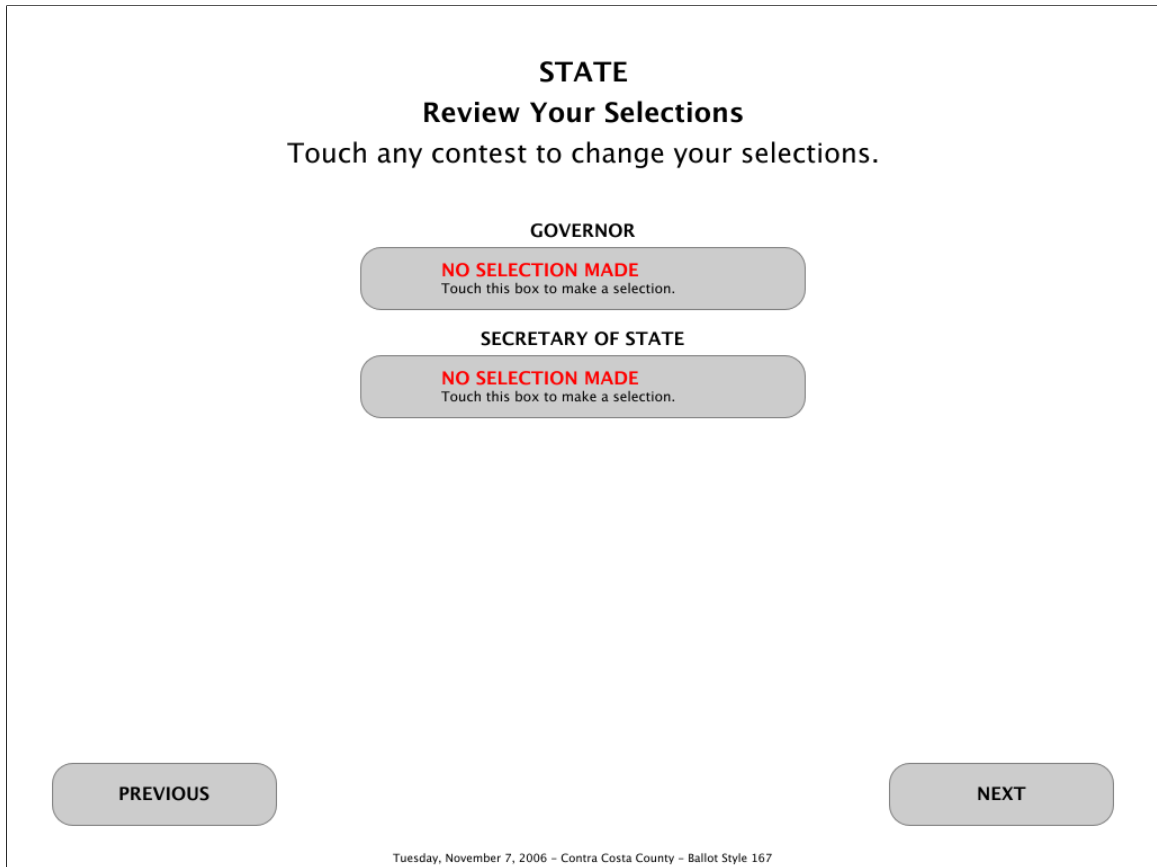 STATE
Review Your Selections
Touch any contest to change your selections.
GOVERNOR
NO SELECTION MADE
Touch this box to make a selection.
SECRETARY OF STATE
NO SELECTION MADE
Touch this box to make a selection.
PREVIOUS
NEXT
Tuesday, November 7, 2006 – Contra Costa County – Ballot Style 167